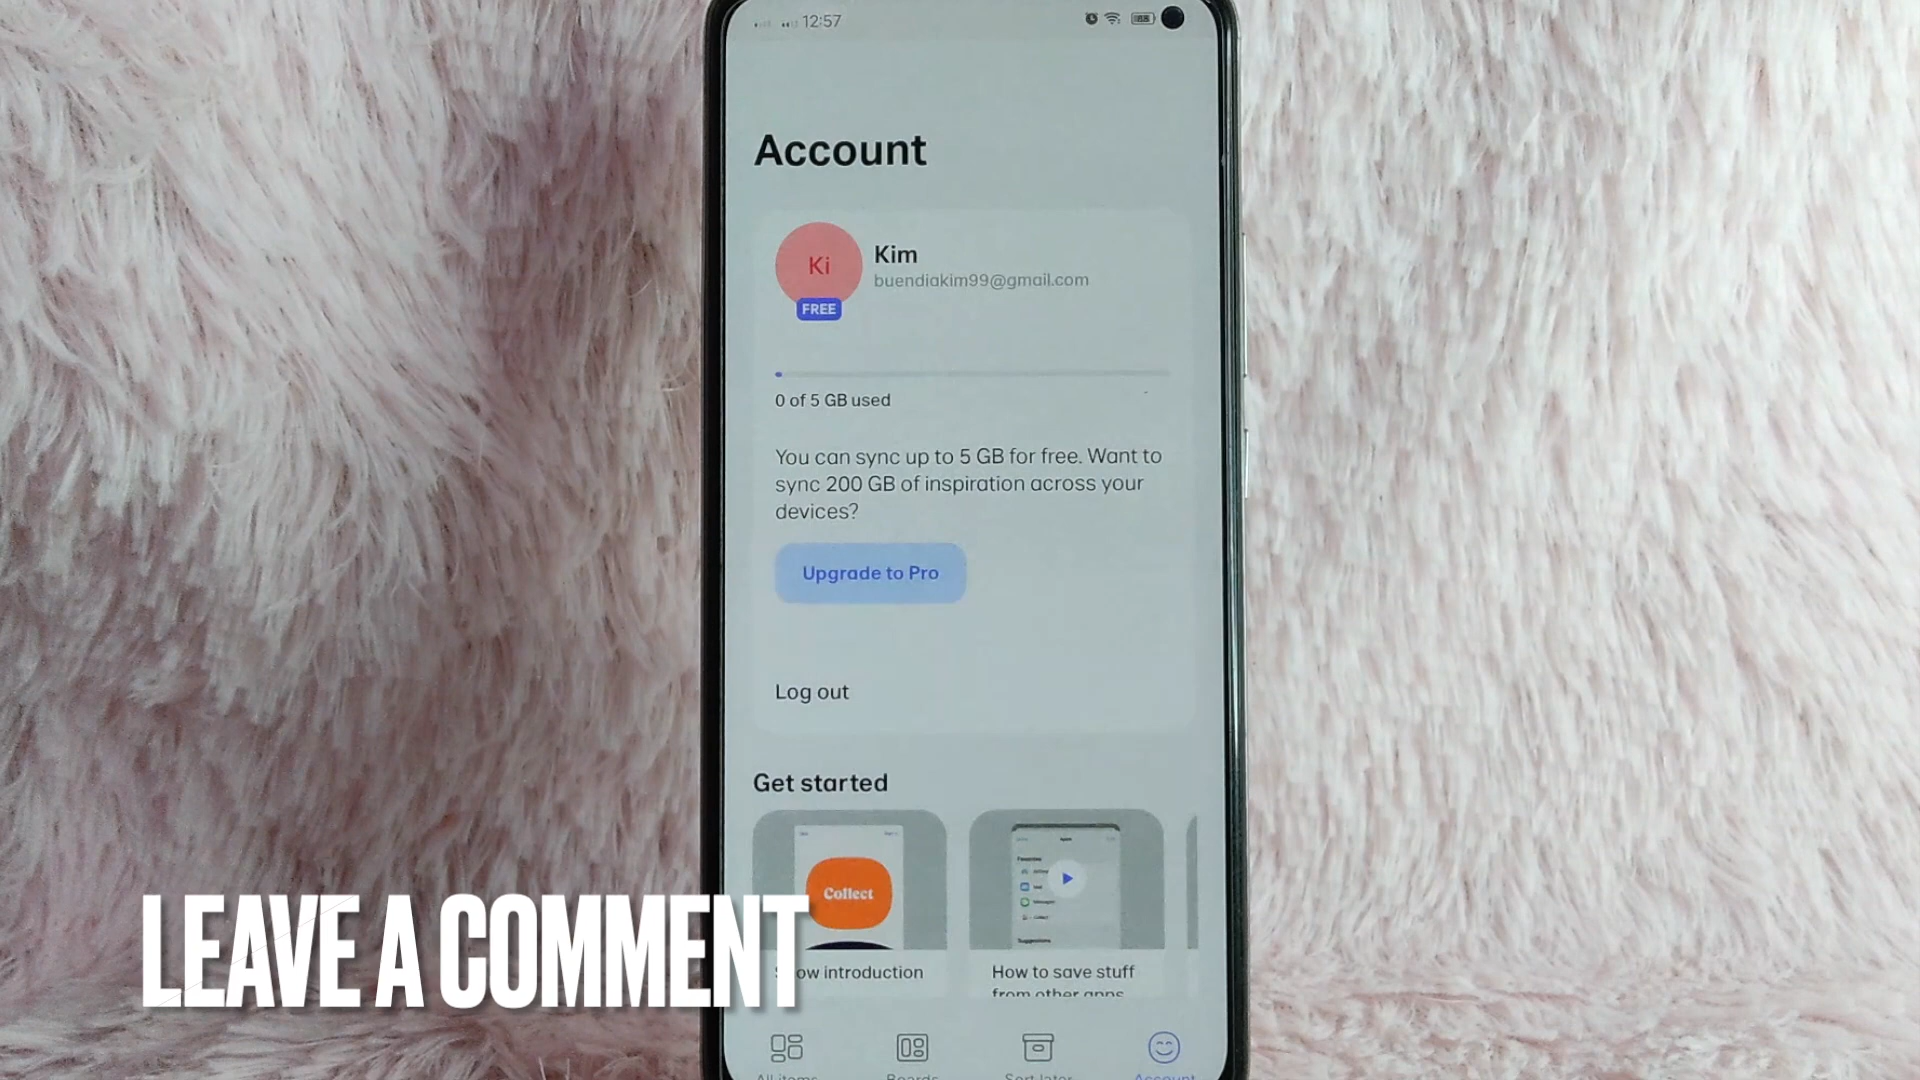 12:57
Account
Ki
FREE
Kim
buendiakim99@gmail.com
0 of 5 GB used
You can sync up to 5 GB for free. Want to
sync 200 GB of inspiration across your
devices?
Upgrade to Pro
Log out
Get started
Collect
introduction
How to save stuff
from other apps
LEAVE A COMMENT
All items
Boards
Sort later
Account